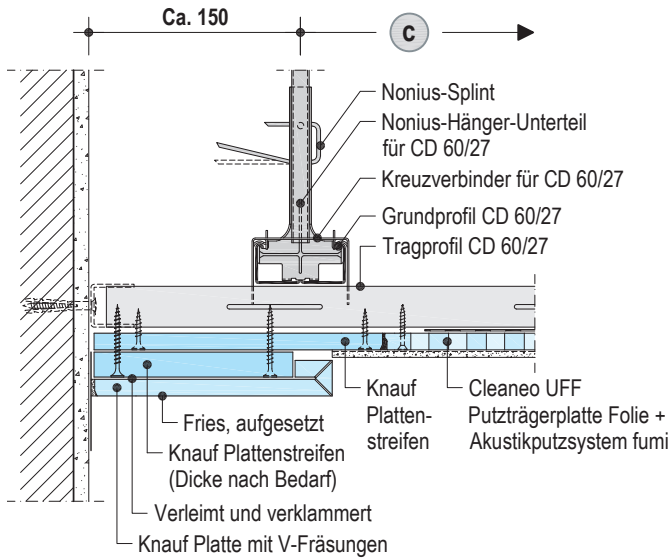 Ca. 150
C
Nonius-Splint
Nonius-Hänger-Unterteil
für CD 60/27
Kreuzverbinder für CD 60/27
Grundprofil CD 60/27
Tragprofil CD 60/27
Knauf
Platten-
streifen
Cleaneo UFF
Putzträgerplatte Folie +
Akustikputzsystem fumi
Fries, aufgesetzt
Knauf Plattenstreifen
(Dicke nach Bedarf)
Verleimt und verklammert
Knauf Platte mit V-Fräsungen